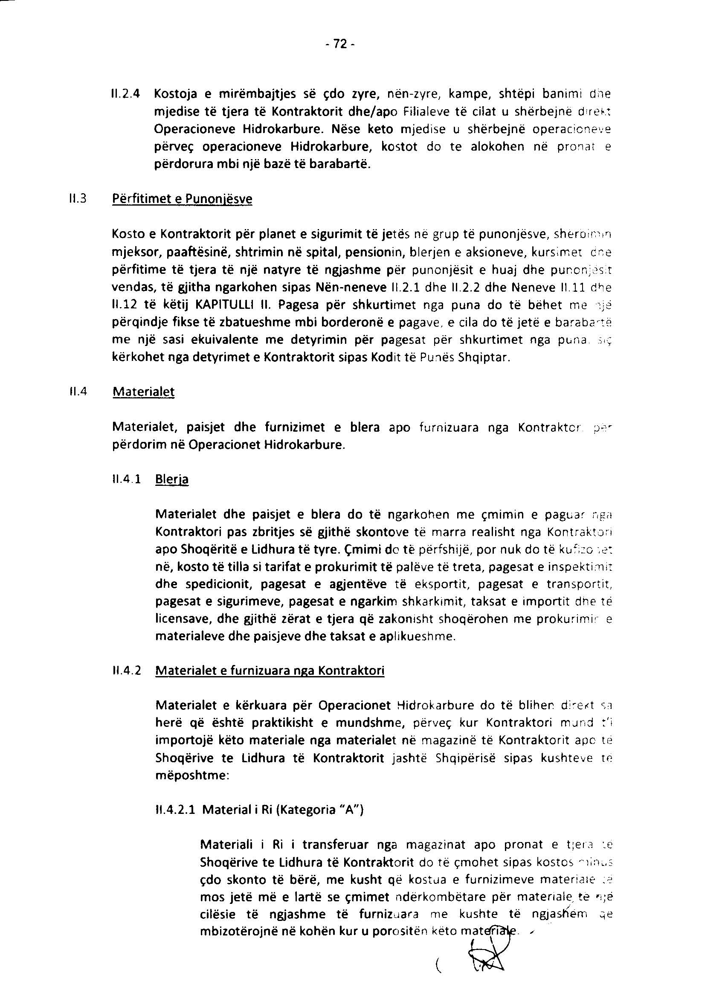 - 72 -
II.2.4 Kostoja e mirëmbajtjes së çdo zyre, nën-zyre, kampe, shtëpi banimi dhe
mjedise të tjera të Kontraktorit dhe/apo Filialeve të cilat u shërbejnë direkt
Operacioneve Hidrokarbure. Nëse keto mjedise u shërbejnë operacioneve
përveç operacioneve Hidrokarbure, kostot do te alokohen në pronat e
përdorura mbi një bazë të barabartë.
II.3 Përfitimet e Punonjësve
Kosto e Kontraktorit për planet e sigurimit të jetës në grup të punonjësve, shërbimin
mjeksor, paaftësinë, shtrimin në spital, pensionin, blerjen e aksioneve, kursimet dhe
përfitime të tjera të një natyre të ngjashme për punonjësit e huaj dhe punonjësit
vendas, të gjitha ngarkohen sipas Nën-neneve II.2.1 dhe II.2.2 dhe Neneve II.11 dhe
II.12 të këtij KAPITULLI II. Pagesa për shkurtimet nga puna do të bëhet me një
përqindje fikse të zbatueshme mbi borderonë e pagave, e cila do të jetë e barabartë
me një sasi ekuivalente me detyrimin për pagesat për shkurtimet nga puna, siç
kërkohet nga detyrimet e Kontraktorit sipas Kodit të Punës Shqiptar.
II.4 Materialet
Materialet, paisjet dhe furnizimet e blera apo furnizuara nga Kontraktori për
përdorim në Operacionet Hidrokarbure.
II.4.1 Blerja
Materialet dhe paisjet e blera do të ngarkohen me çmimin e paguar nga
Kontraktori pas zbritjes së gjithë skontove të marra realisht nga Kontraktori
apo Shoqëritë e Lidhura të tyre. Çmimi do të përfshijë, por nuk do të kufizohet
në, kosto të tilla si tarifat e prokurimit të palëve të treta, pagesat e inspektimit
dhe spedicionit, pagesat e agjentëve të eksportit, pagesat e transportit,
pagesat e sigurimeve, pagesat e ngarkim shkarkimit, taksat e importit dhe të
licensave, dhe gjithë zërat e tjera që zakonisht shoqërohen me prokurimin e
materialeve dhe paisjeve dhe taksat e aplikueshme.
II.4.2 Materialet e furnizuara nga Kontraktori
Materialet e kërkuara për Operacionet Hidrokarbure do të blihen direkt sa
herë që është praktikisht e mundshme, përveç kur Kontraktori mund t'i
importojë këto materiale nga materialet në magazinë të Kontraktorit apo të
Shoqërive te Lidhura të Kontraktorit jashtë Shqipërisë sipas kushteve të
mëposhtme:
II.4.2.1 Material i Ri (Kategoria “A”)
Materiali i Ri i transferuar nga magazinat apo pronat e tjera të
Shoqërive te Lidhura të Kontraktorit do të çmohet sipas kostos minus
çdo skonto të bërë, me kusht që kostua e furnizimeve materiale të
mos jetë më e lartë se çmimet ndërkombëtare për materiale të një
cilësie të ngjashme të furnizuara me kushte të ngjashëm qe
mbizotërojnë në kohën kur u porositën këto materiale.